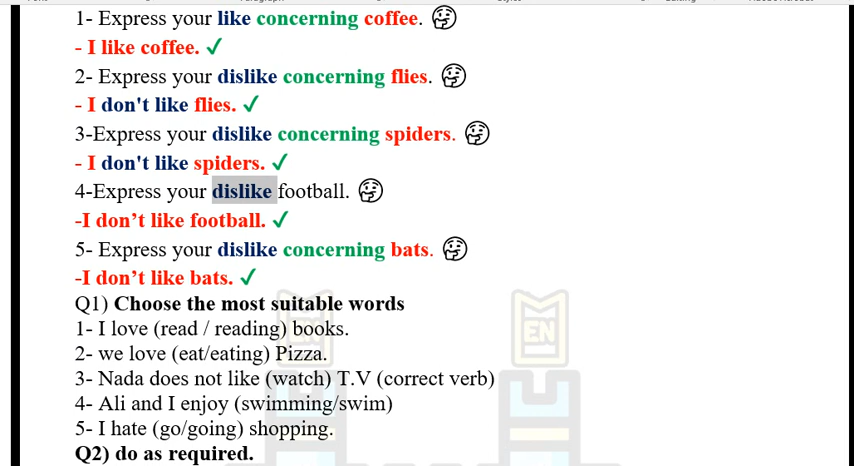 1- Express your like concerning coffee. 🤔
- I like coffee. ✓
2- Express your dislike concerning flies. 🤔
- I don't like flies. ✓
3-Express your dislike concerning spiders. 🤔
- I don't like spiders. ✓
4-Express your dislike football. 🤔
-I don’t like football. ✓
5- Express your dislike concerning bats. 🤔
-I don’t like bats. ✓
Q1) Choose the most suitable words
1- I love (read / reading) books.
2- we love (eat/eating) Pizza.
3- Nada does not like (watch) T.V (correct verb)
4- Ali and I enjoy (swimming/swim)
5- I hate (go/going) shopping.
Q2) do as required.
EN
EN